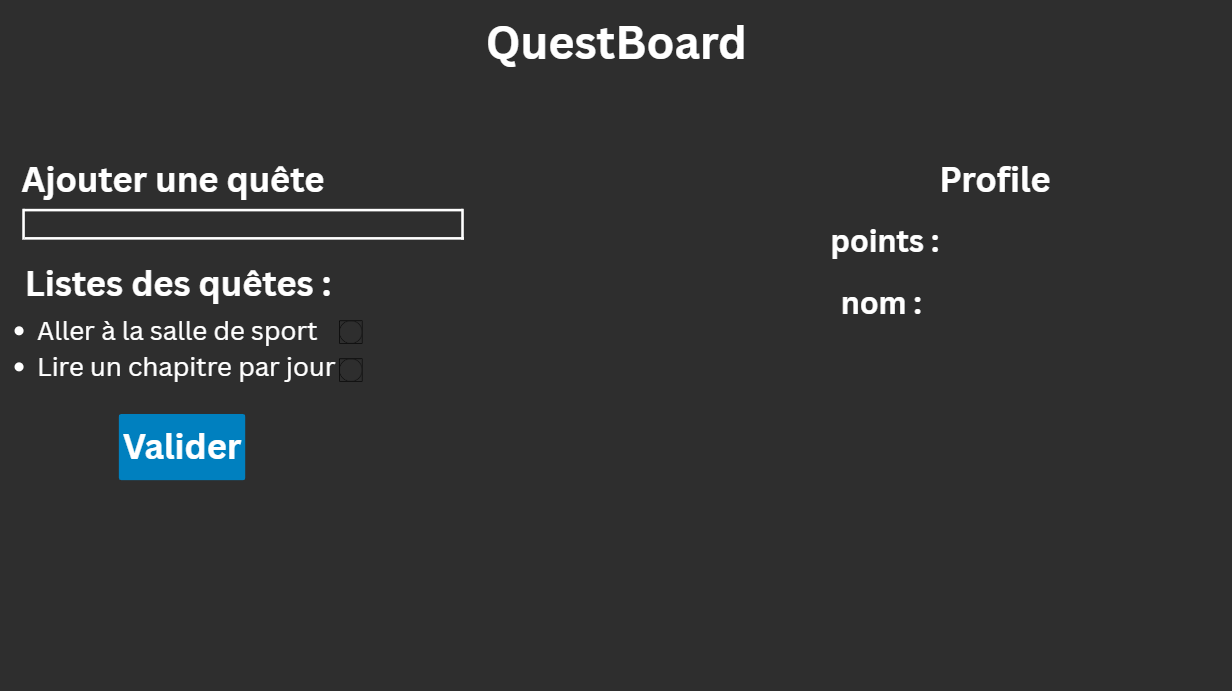 QuestBoard
Ajouter une quête
Listes des quêtes :
• Aller à la salle de sport
• Lire un chapitre par jour
Valider
Profile
points :
nom :